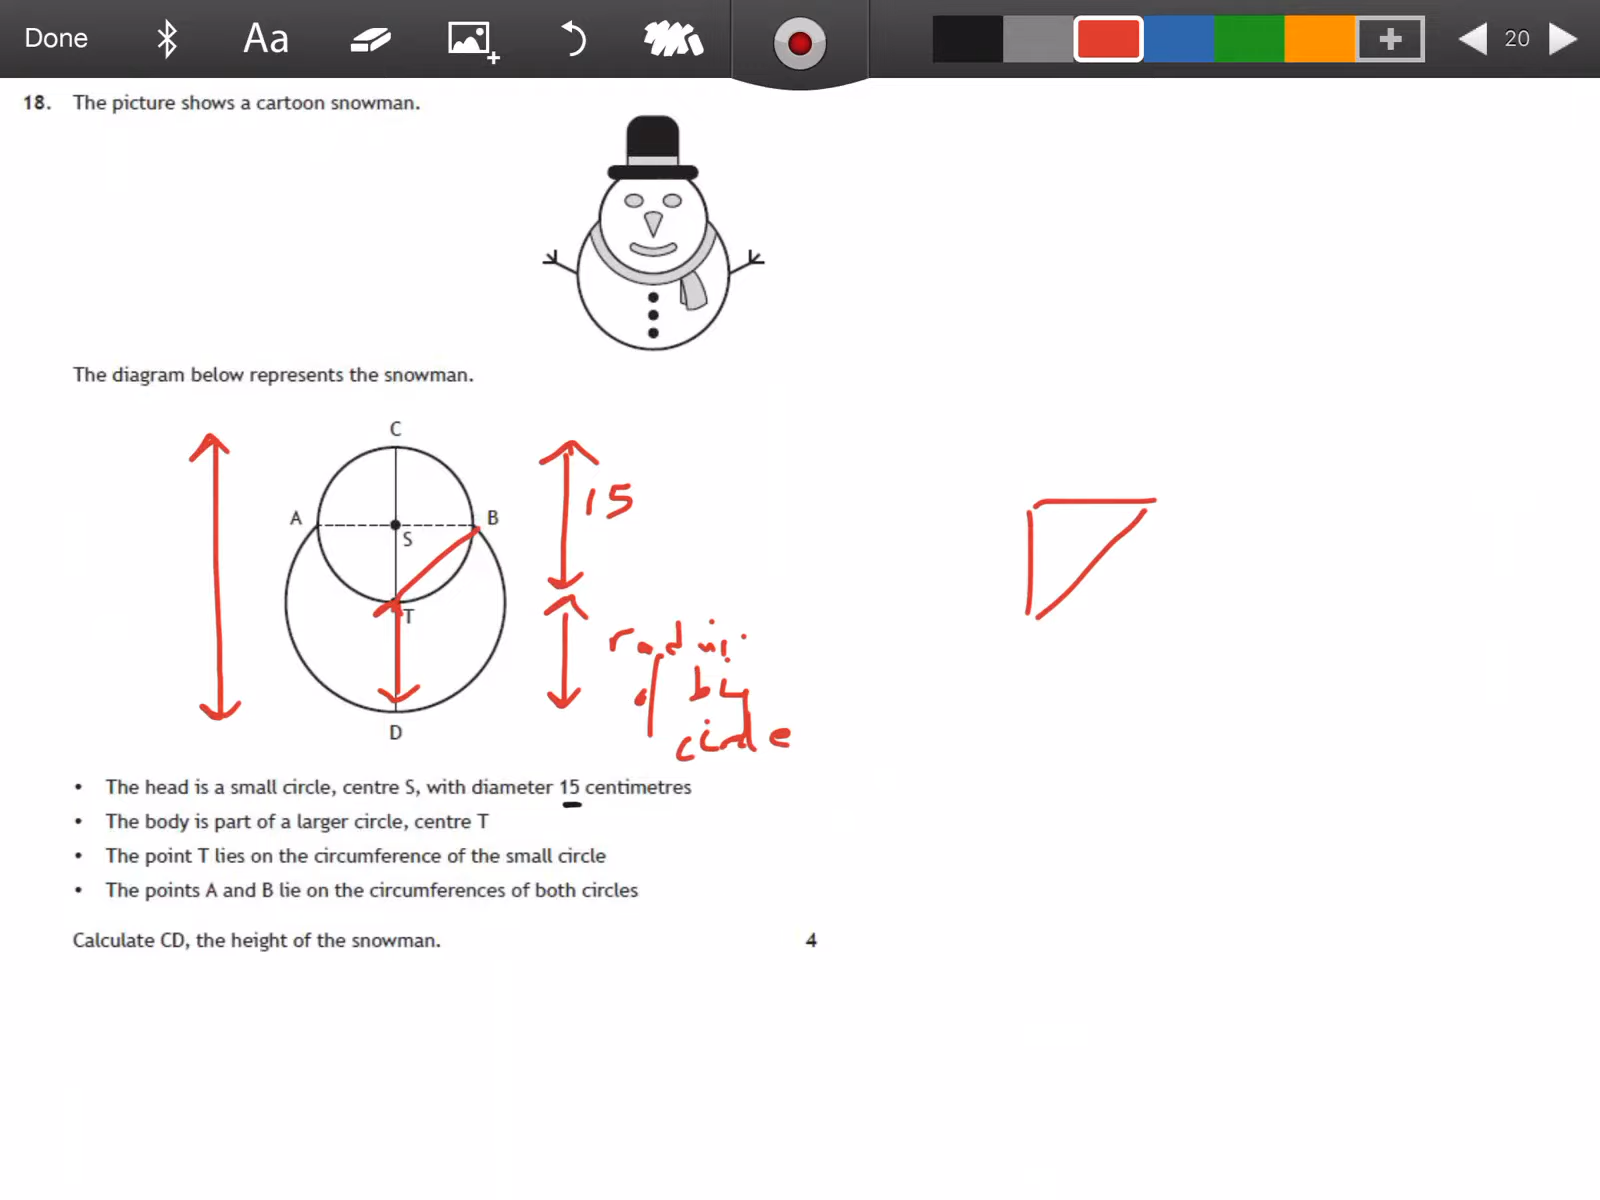 Done
Aa
20
18. The picture shows a cartoon snowman.
The diagram below represents the snowman.
C
A
B
S
T
D
15
radius
of big
circle
• The head is a small circle, centre S, with diameter 15 centimetres
• The body is part of a larger circle, centre T
• The point T lies on the circumference of the small circle
• The points A and B lie on the circumferences of both circles
Calculate CD, the height of the snowman.
4